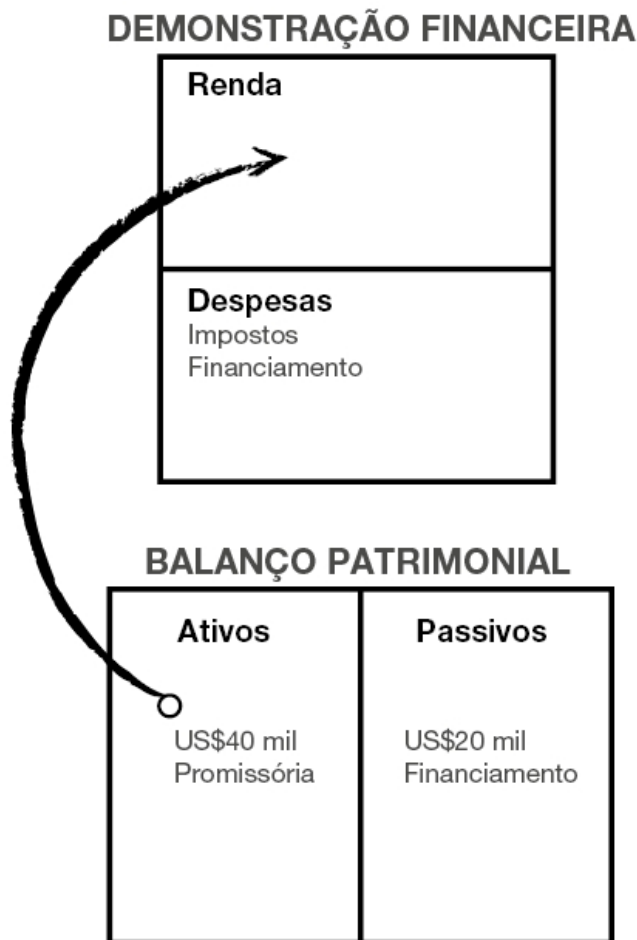 DEMONSTRAÇÃO FINANCEIRA
Renda
Despesas
Impostos
Financiamento
BALANÇO PATRIMONIAL
Ativos
US$40 mil
Promissória
Passivos
US$20 mil
Financiamento